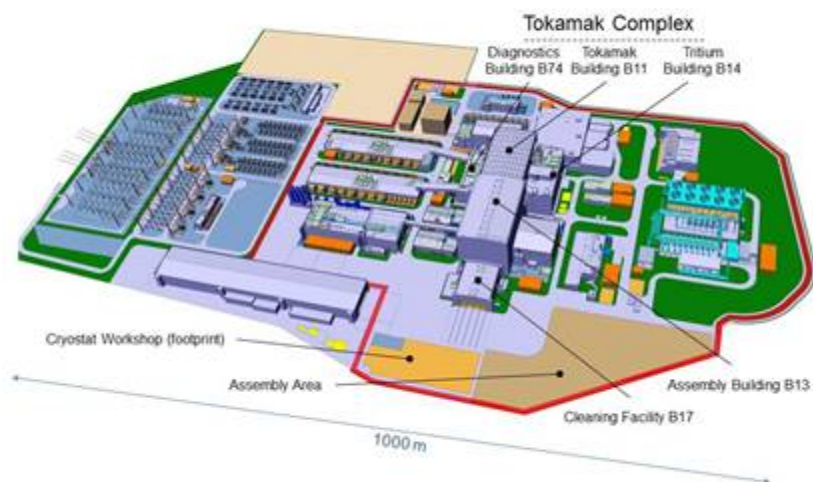 Tokamak Complex
Diagnostics
Building B74
Tokamak
Building B11
Tritium
Building B14
Cryostat Workshop (footprint)
Assembly Area
Assembly Building B13
Cleaning Facility B17
1000 m